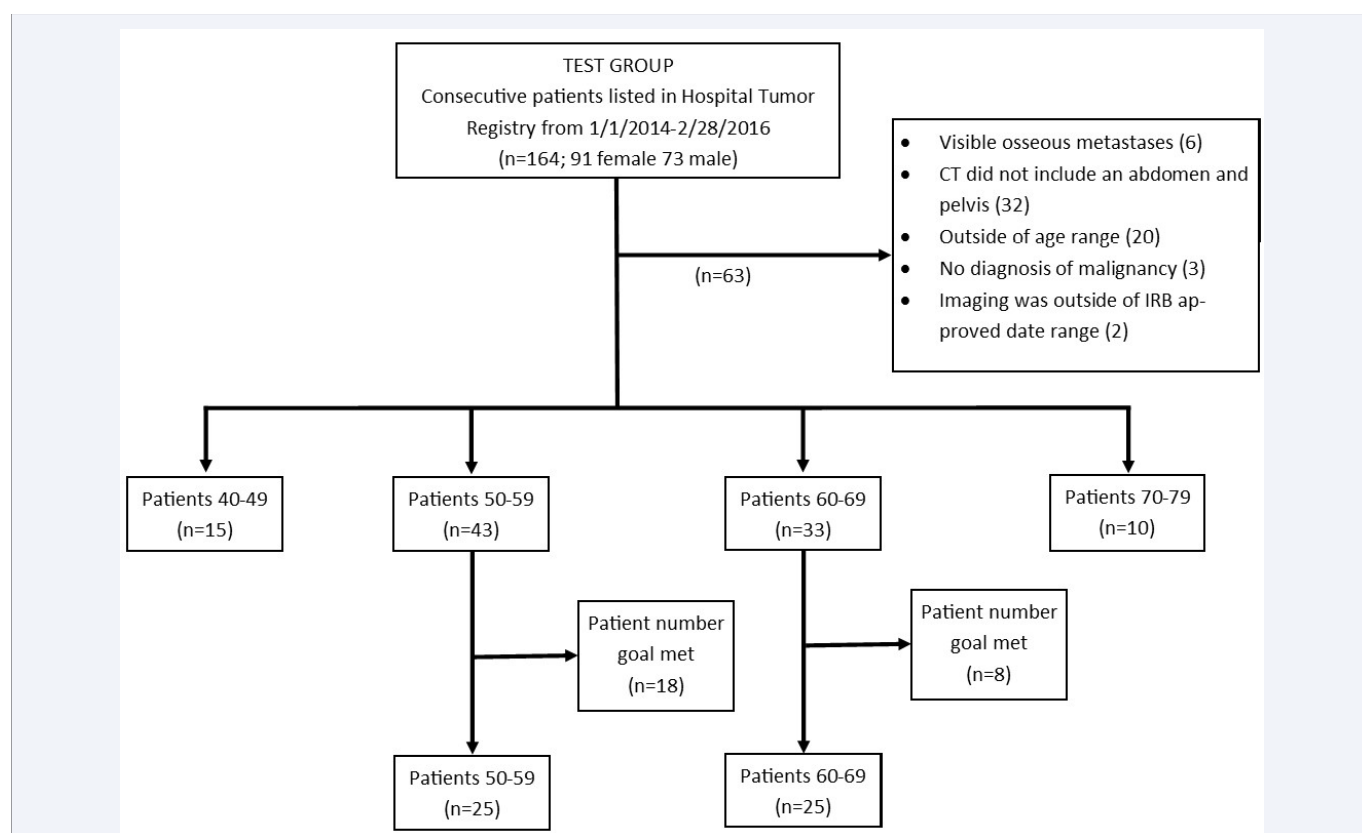 TEST GROUP
Consecutive patients listed in Hospital Tumor
Registry from 1/1/2014-2/28/2016
(n=164; 91 female 73 male)
• Visible osseous metastases (6)
• CT did not include an abdomen and
pelvis (32)
• Outside of age range (20)
• No diagnosis of malignancy (3)
• Imaging was outside of IRB ap-
proved date range (2)
(n=63)
Patients 40-49
(n=15)
Patients 50-59
(n=43)
Patients 60-69
(n=33)
Patients 70-79
(n=10)
Patient number
goal met
(n=18)
Patient number
goal met
(n=8)
Patients 50-59
(n=25)
Patients 60-69
(n=25)